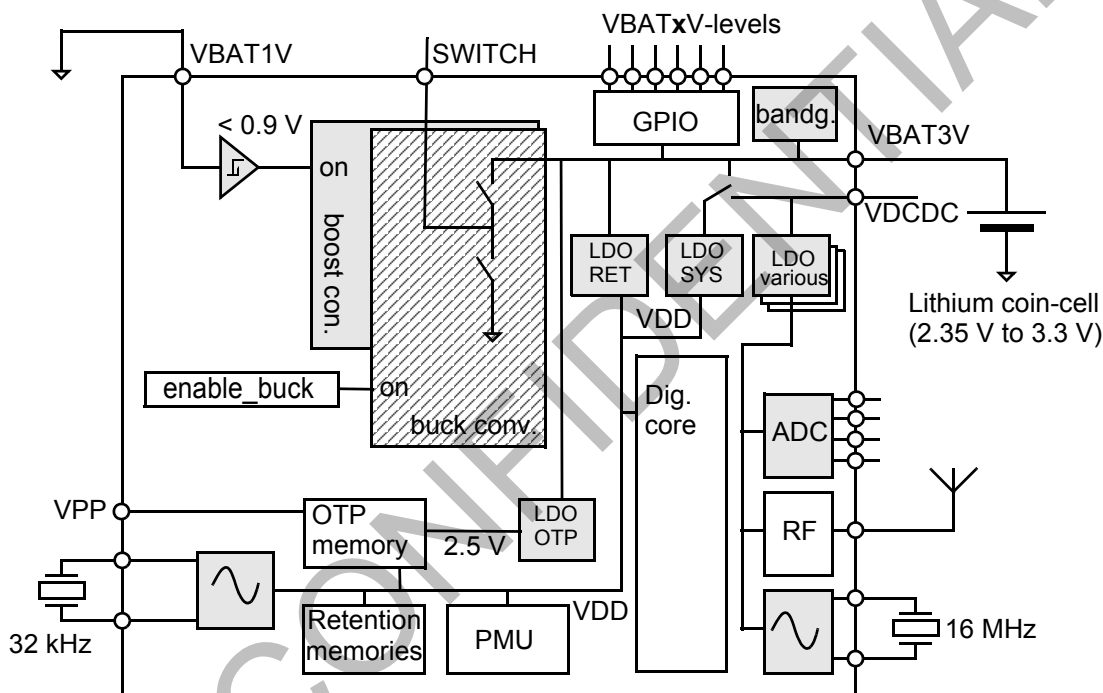 VBATxV-levels
VBAT1V
SWITCH
< 0.9 V
GPIO
bandg.
VBAT3V
on
boost con.
VDCDC
LDO
RET
LDO
SYS
LDO
various
VDD
Lithium coin-cell
(2.35 V to 3.3 V)
enable_buck
on
buck conv.
Dig.
core
ADC
VPP
OTP
memory
2.5 V
LDO
OTP
RF
32 kHz
Retention
memories
PMU
VDD
16 MHz
CONFIDENTIAL